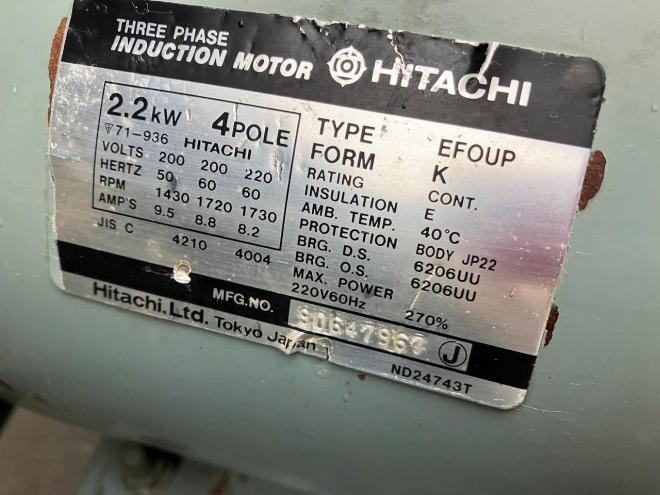 THREE PHASE
INDUCTION MOTOR HITACHI
2.2kW 4POLE
▽71-936 HITACHI
VOLTS 200 200 220
HERTZ 50 60 60
RPM 1430 1720 1730
AMP'S 9.5 8.8 8.2
JIS C 4210 4004
TYPE EFOUP
FORM K
RATING CONT.
INSULATION E
AMB. TEMP. 40°C
PROTECTION BODY JP22
BRG. D.S. 6206UU
BRG. O.S. 6206UU
MAX. POWER
220V60Hz 270%
MFG.NO. 90647964 J
Hitachi.Ltd. Tokyo Japan
ND24743T